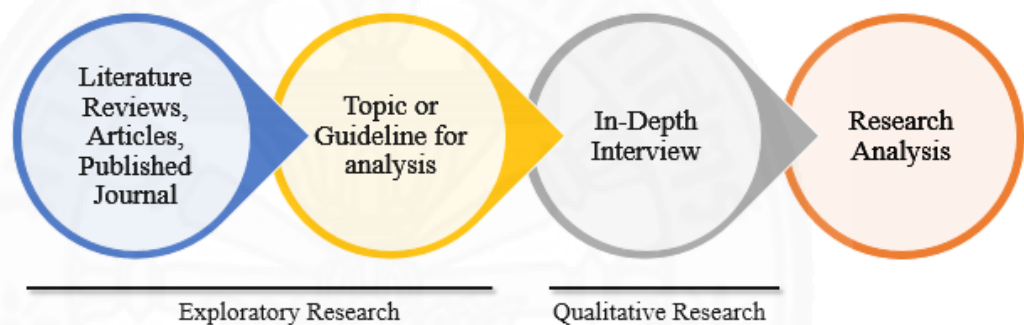 Literature
Reviews,
Articles,
Published
Journal
Topic or
Guideline for
analysis
In-Depth
Interview
Research
Analysis
Exploratory Research
Qualitative Research